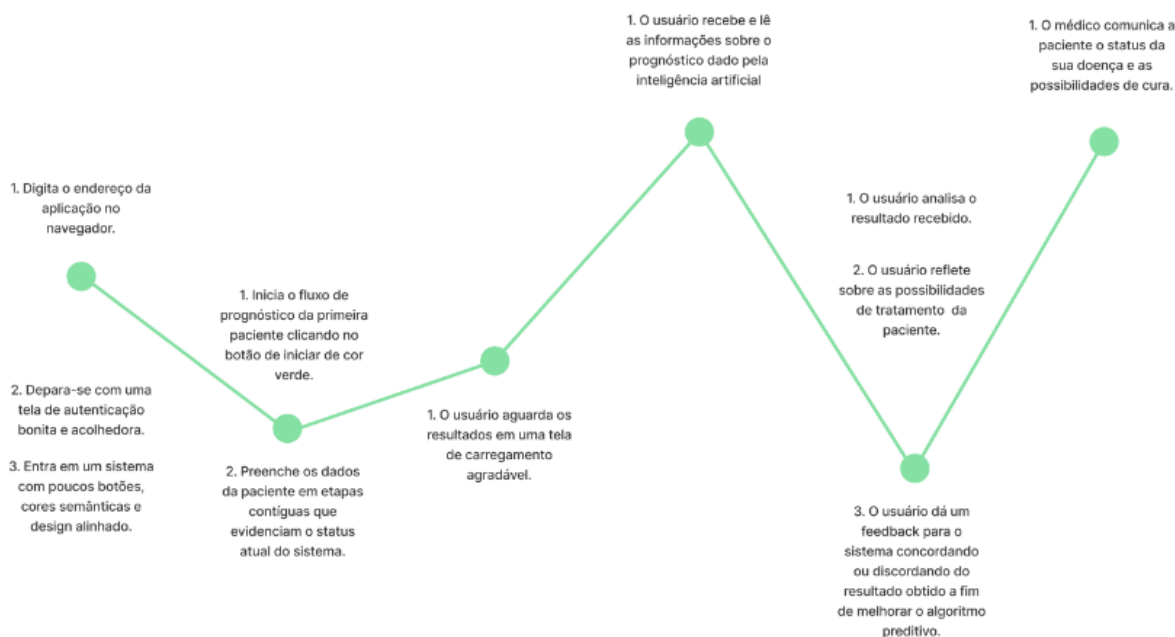 1. Digita o endereço da
aplicação no
navegador.
2. Depara-se com uma
tela de autenticação
bonita e acolhedora.
3. Entra em um sistema
com poucos botões,
cores semânticas e
design alinhado.
1. Inicia o fluxo de
prognóstico da primeira
paciente clicando no
botão de iniciar de cor
verde.
2. Preenche os dados
da paciente em etapas
contíguas que
evidenciam o status
atual do sistema.
1. O usuário aguarda os
resultados em uma tela
de carregamento
agradável.
1. O usuário recebe e lê
as informações sobre o
prognóstico dado pela
inteligência artificial
1. O usuário analisa o
resultado recebido.
2. O usuário reflete
sobre as possibilidades
de tratamento da
paciente.
3. O usuário dá um
feedback para o
sistema concordando
ou discordando do
resultado obtido a fim
de melhorar o algoritmo
preditivo.
1. O médico comunica a
paciente o status da
sua doença e as
possibilidades de cura.